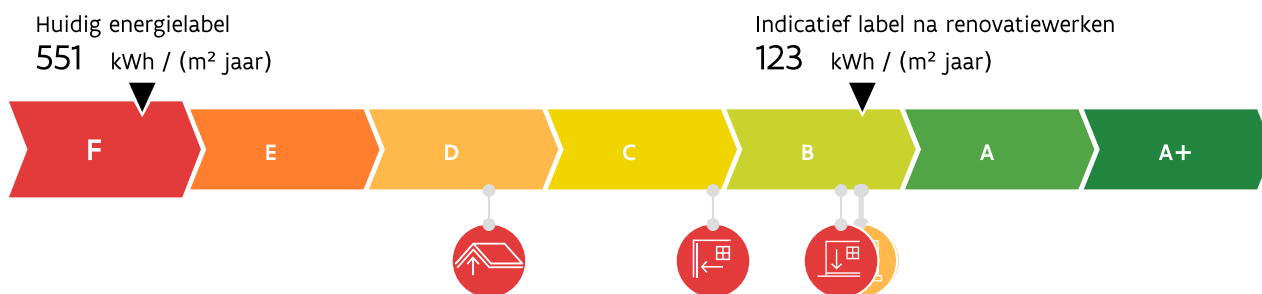 Huidig energielabel
551 kWh / (m² jaar)
Indicatief label na renovatiewerken
123 kWh / (m² jaar)
F E D C B A A+